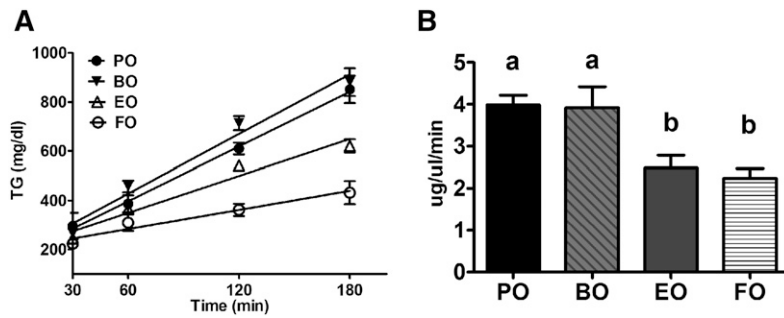 A
TG (mg/dl)
1000
800
600
400
200
PO
BO
EO
FO
30 60 120 180
Time (min)
B
ug/ul/min
5
4
3
2
1
0
a a b b
PO BO EO FO